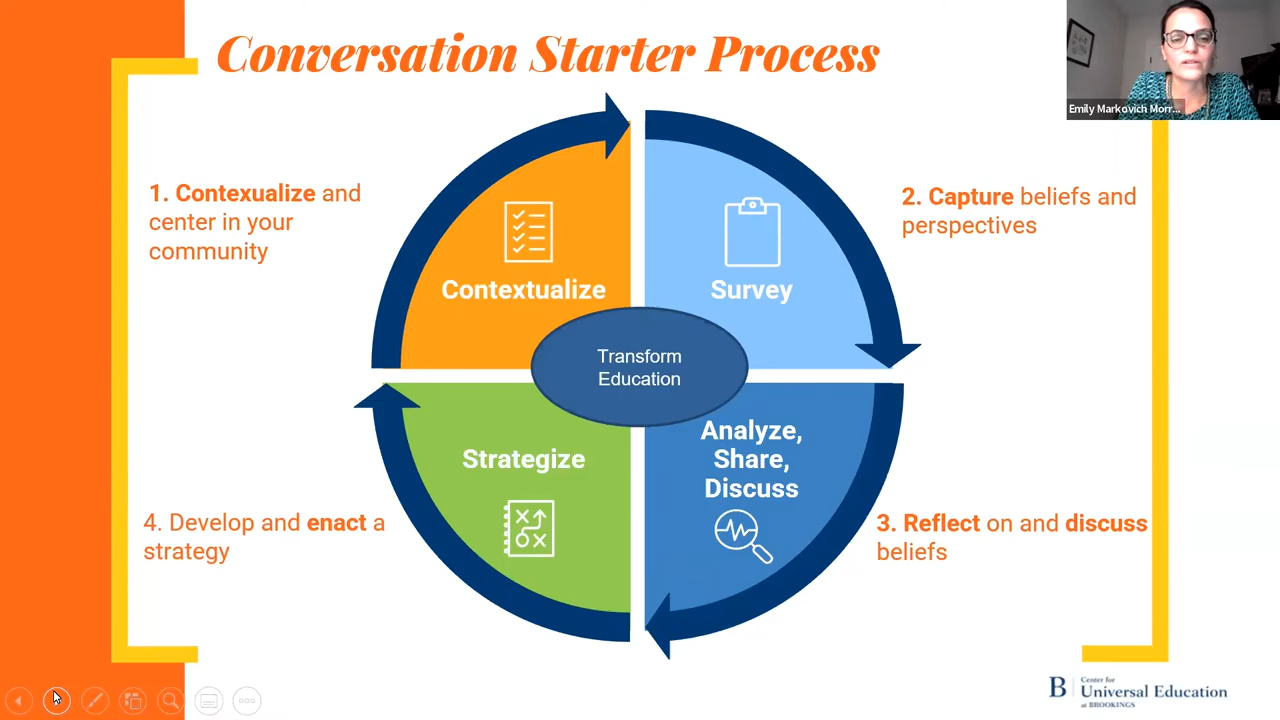 Conversation Starter Process
Emily Markovich Morr...
1. Contexualize and
center in your
community
2. Capture beliefs and
perspectives
Contextualize
Survey
Transform
Education
Strategize
Analyze,
Share,
Discuss
4. Develop and enact a
strategy
3. Reflect on and discuss
beliefs
B
Center for
Universal Education
at BROOKINGS